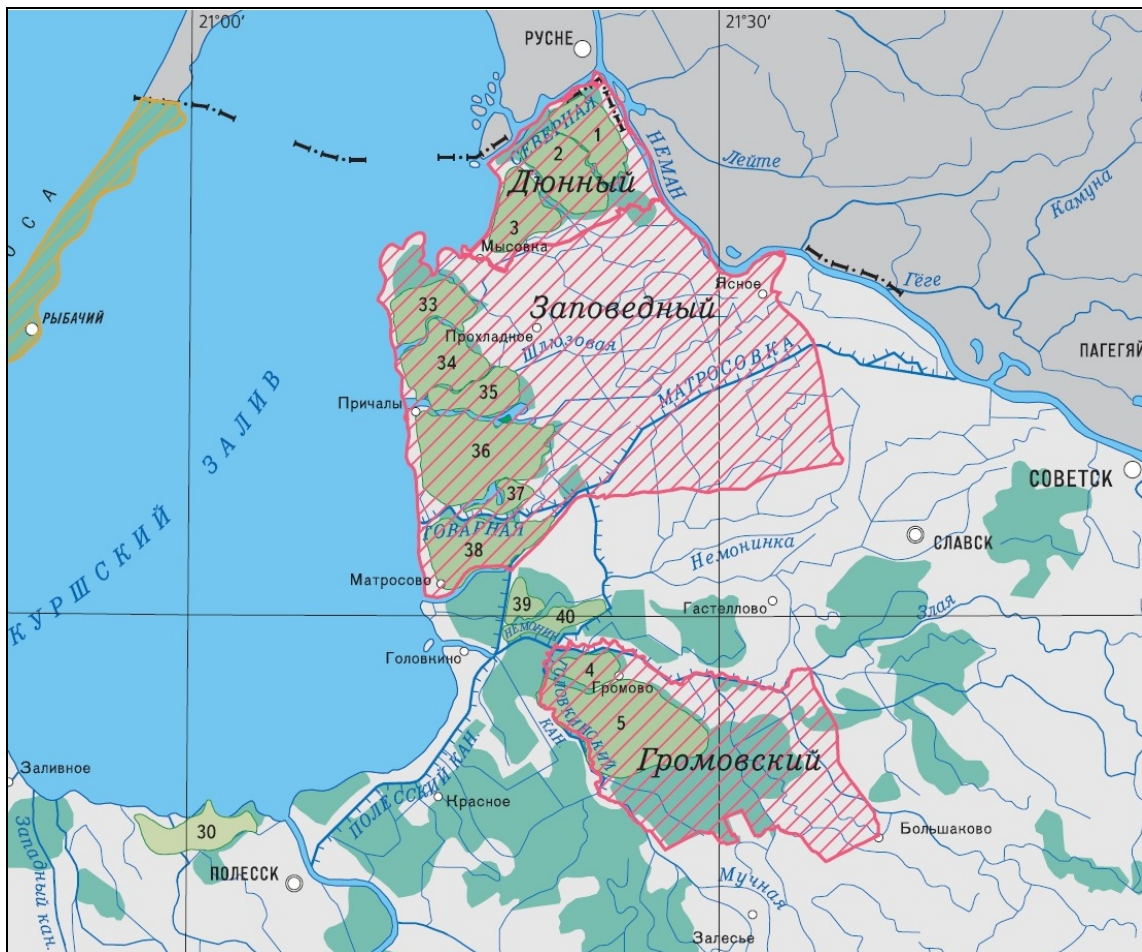 21°00'
21°30'
РУСНЕ
СЕВЕРНАЯ
1
2
НЕМАН
Лейте
Дюнный
Камуна
ОСА
3
Мысовка
Гёге
Ясное
33
Заповедный
РЫБАЧИЙ
Прохладное
Шлюзовая
34
МАТРОСОВКА
ПАГЕГЯЙ
35
Причалы
КУРШСКИЙ ЗАЛИВ
36
37
СОВЕТСК
ТОВАРНАЯ
СЛАВСК
38
Немонинка
Матросово
39
40
Гастеллово
Злая
НЕМОНИН
Головкино
4
Громово
ГОЛОВКИНСКИЙ КАН.
5
Громовский
ПОЛЕССКИЙ КАН.
Заливное
Красное
30
Большаково
Западный кан.
ПОЛЕССК
Мучная
Залесье